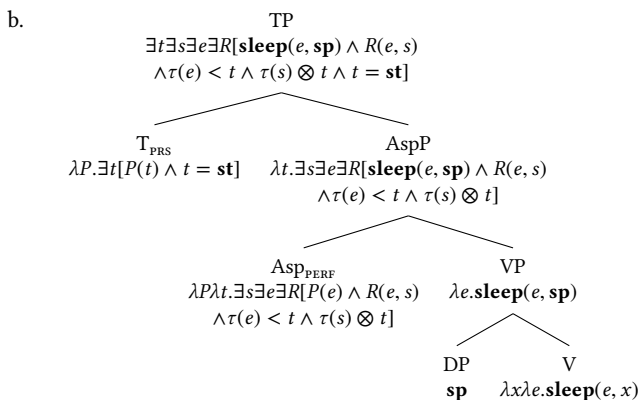 b.
TP
∃t∃s∃e∃R[sleep(e, sp) ∧ R(e, s)
∧τ(e) < t ∧ τ(s) ⊗ t ∧ t = st]
T_PRS
λP.∃t[P(t) ∧ t = st]
AspP
λt.∃s∃e∃R[sleep(e, sp) ∧ R(e, s)
∧τ(e) < t ∧ τ(s) ⊗ t]
Asp_PERF
λPλt.∃s∃e∃R[P(e) ∧ R(e, s)
∧τ(e) < t ∧ τ(s) ⊗ t]
VP
λe.sleep(e, sp)
DP
sp
V
λxλe.sleep(e, x)